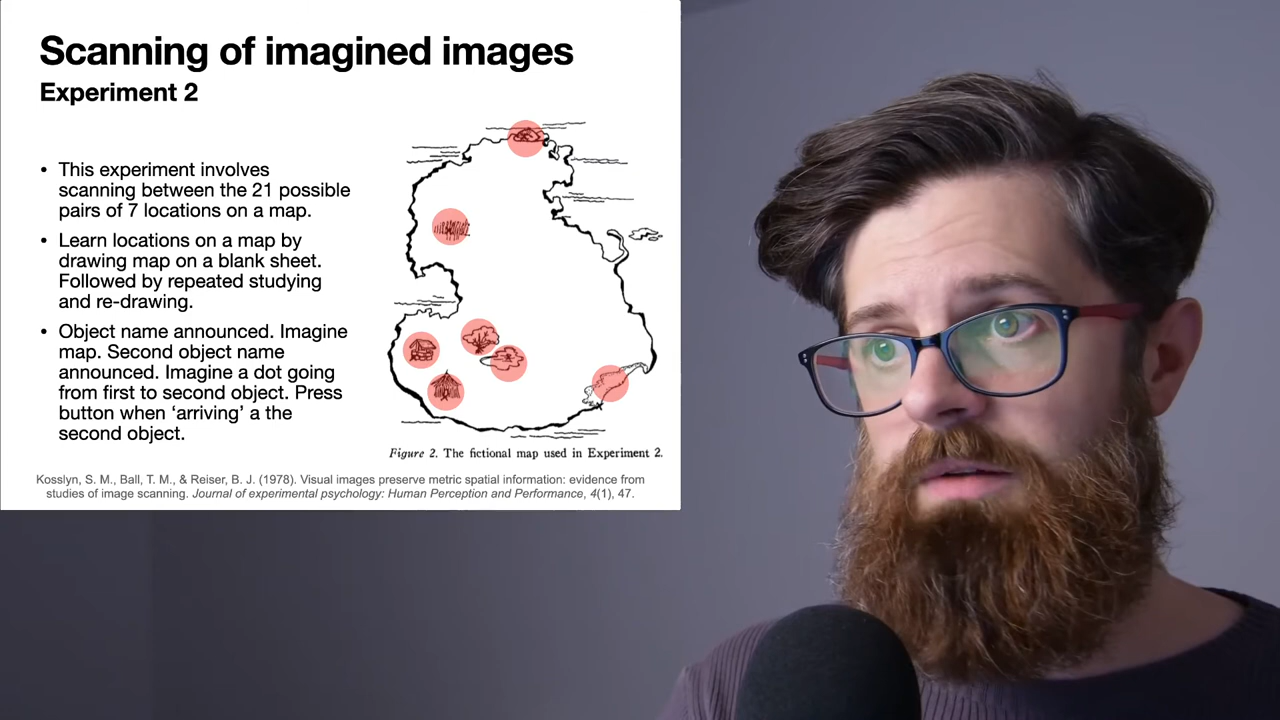 Scanning of imagined images
Experiment 2
• This experiment involves
scanning between the 21 possible
pairs of 7 locations on a map.
• Learn locations on a map by
drawing map on a blank sheet.
Followed by repeated studying
and re-drawing.
• Object name announced. Imagine
map. Second object name
announced. Imagine a dot going
from first to second object. Press
button when ‘arriving’ a the
second object.
Figure 2. The fictional map used in Experiment 2.
Kosslyn, S. M., Ball, T. M., & Reiser, B. J. (1978). Visual images preserve metric spatial information: evidence from
studies of image scanning. Journal of experimental psychology: Human Perception and Performance, 4(1), 47.